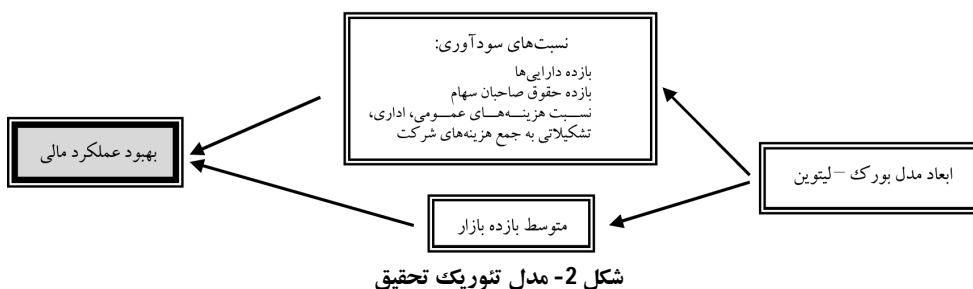 نسبت‌های سودآوری:
بازده دارایی‌ها
بازده حقوق صاحبان سهام
نسبت هزینه‌های عمومی، اداری،
تشکیلاتی به جمع هزینه‌های شرکت
بهبود عملکرد مالی
ابعاد مدل بورک – لیتوین
متوسط بازده بازار
شکل 2- مدل تئوریک تحقیق